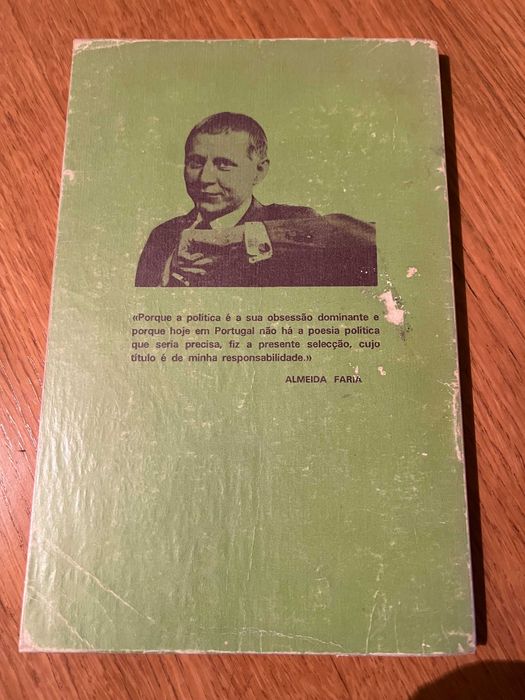 «Porque a política é a sua obsessão dominante e
porque hoje em Portugal não há a poesia política
que seria precisa, fiz a presente selecção, cujo
título é de minha responsabilidade.»
ALMEIDA FARIA